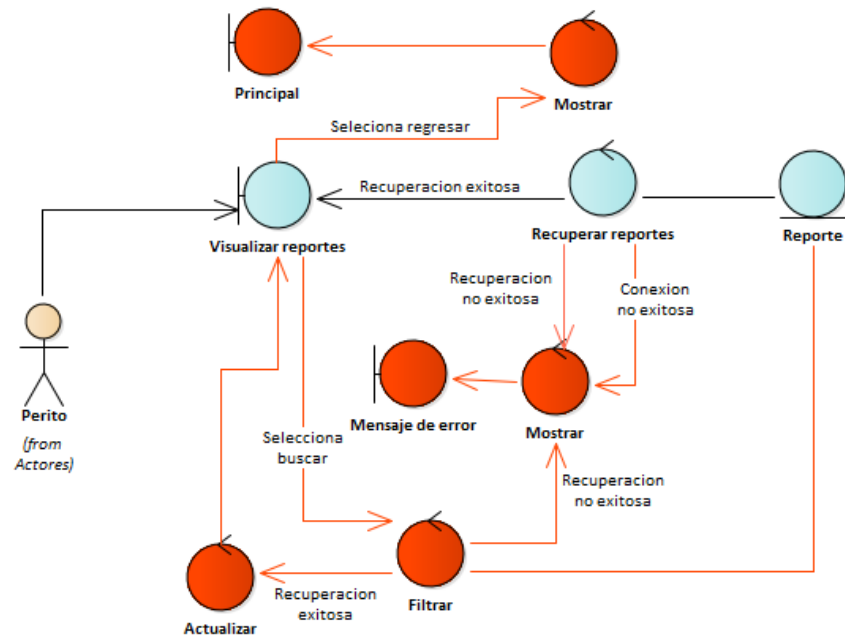 Principal
Mostrar
Seleciona regresar
Recuperacion exitosa
Visualizar reportes
Recuperar reportes
Reporte
Recuperacion
no exitosa
Conexion
no exitosa
Perito
(from
Actores)
Mensaje de error
Mostrar
Selecciona
buscar
Recuperacion
no exitosa
Recuperacion
exitosa
Filtrar
Actualizar